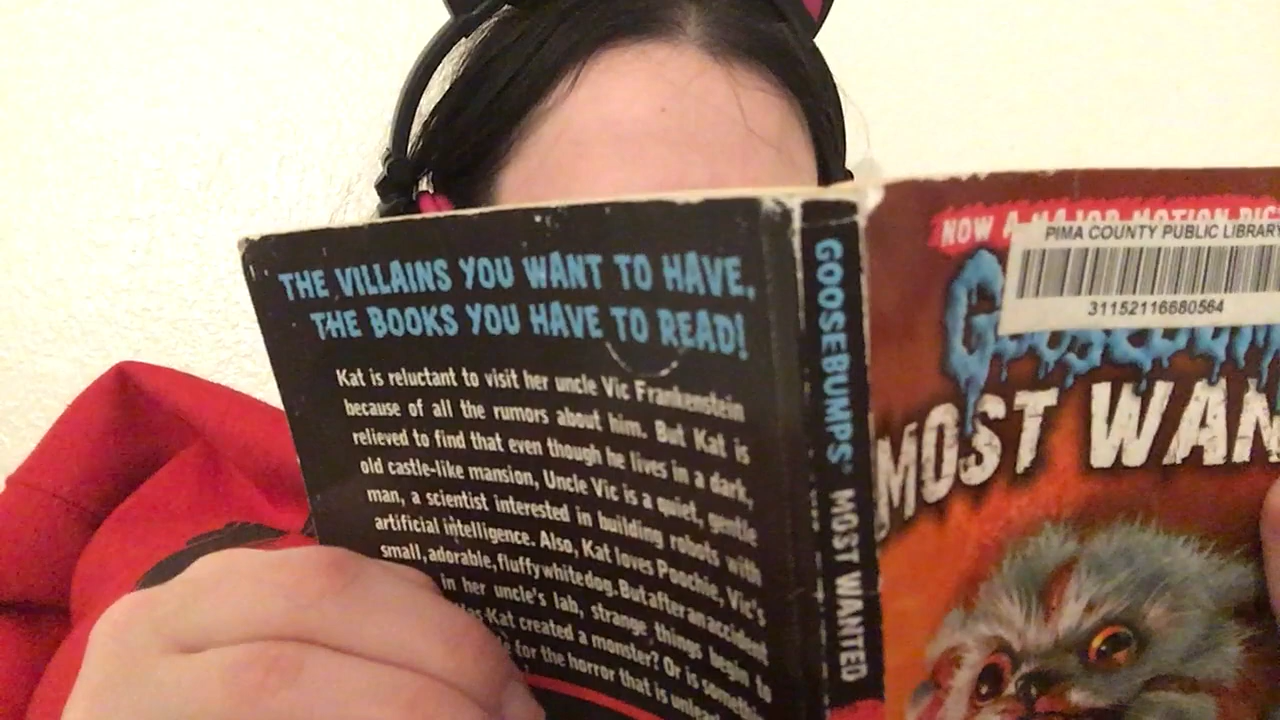 THE VILLAINS YOU WANT TO HAVE,
THE BOOKS YOU HAVE TO READ!
Kat is reluctant to visit her uncle Vic Frankenstein
because of all the rumors about him. But Kat is
relieved to find that even though he lives in a dark,
old castle-like mansion, Uncle Vic is a quiet, gentle
man, a scientist interested in building robots with
artificial intelligence. Also, Kat loves Poochie, Vic's
small, adorable, fluffy white dog. But after an accident
in her uncle's lab, strange things begin to
Kat created a monster? Or is something
for the horror that is
GOOSEBUMPS® MOST WANTED
NOW A MAJOR MOTION
PIMA COUNTY PUBLIC LIBRARY
31152116680564
MOST WAN